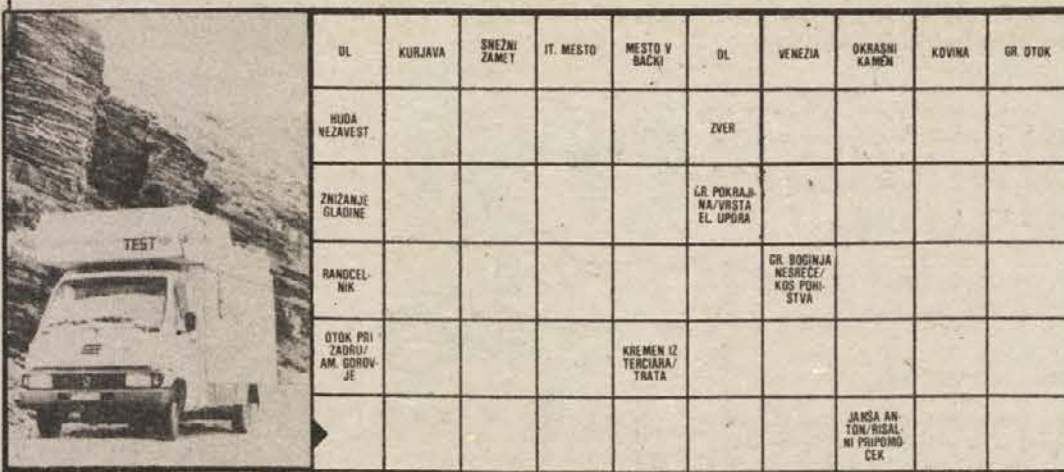 DL
KURJAVA
SNEŽNI
ZAMET
IT. MESTO
MESTO V
BAČKI
DL
VENEZIA
OKRASNI
KAMEN
KOVINA
GR. OTOK
HUDA
NEZAVEST
ZVER
ZNIŽANJE
GLADINE
GR. POKRAJI-
NA/VRSTA
EL. UPORA
RANOCEL-
NIK
GR. BOGINJA
NESREČE/
KOS POHI-
ŠTVA
OTOK PRI
ZADRU/
AM. GOROV-
JE
KREMEN IZ
TERCIARA/
TRATA
TEST
JANŠA AN-
TON/RISAL-
NI PRIPOMO-
ČEK